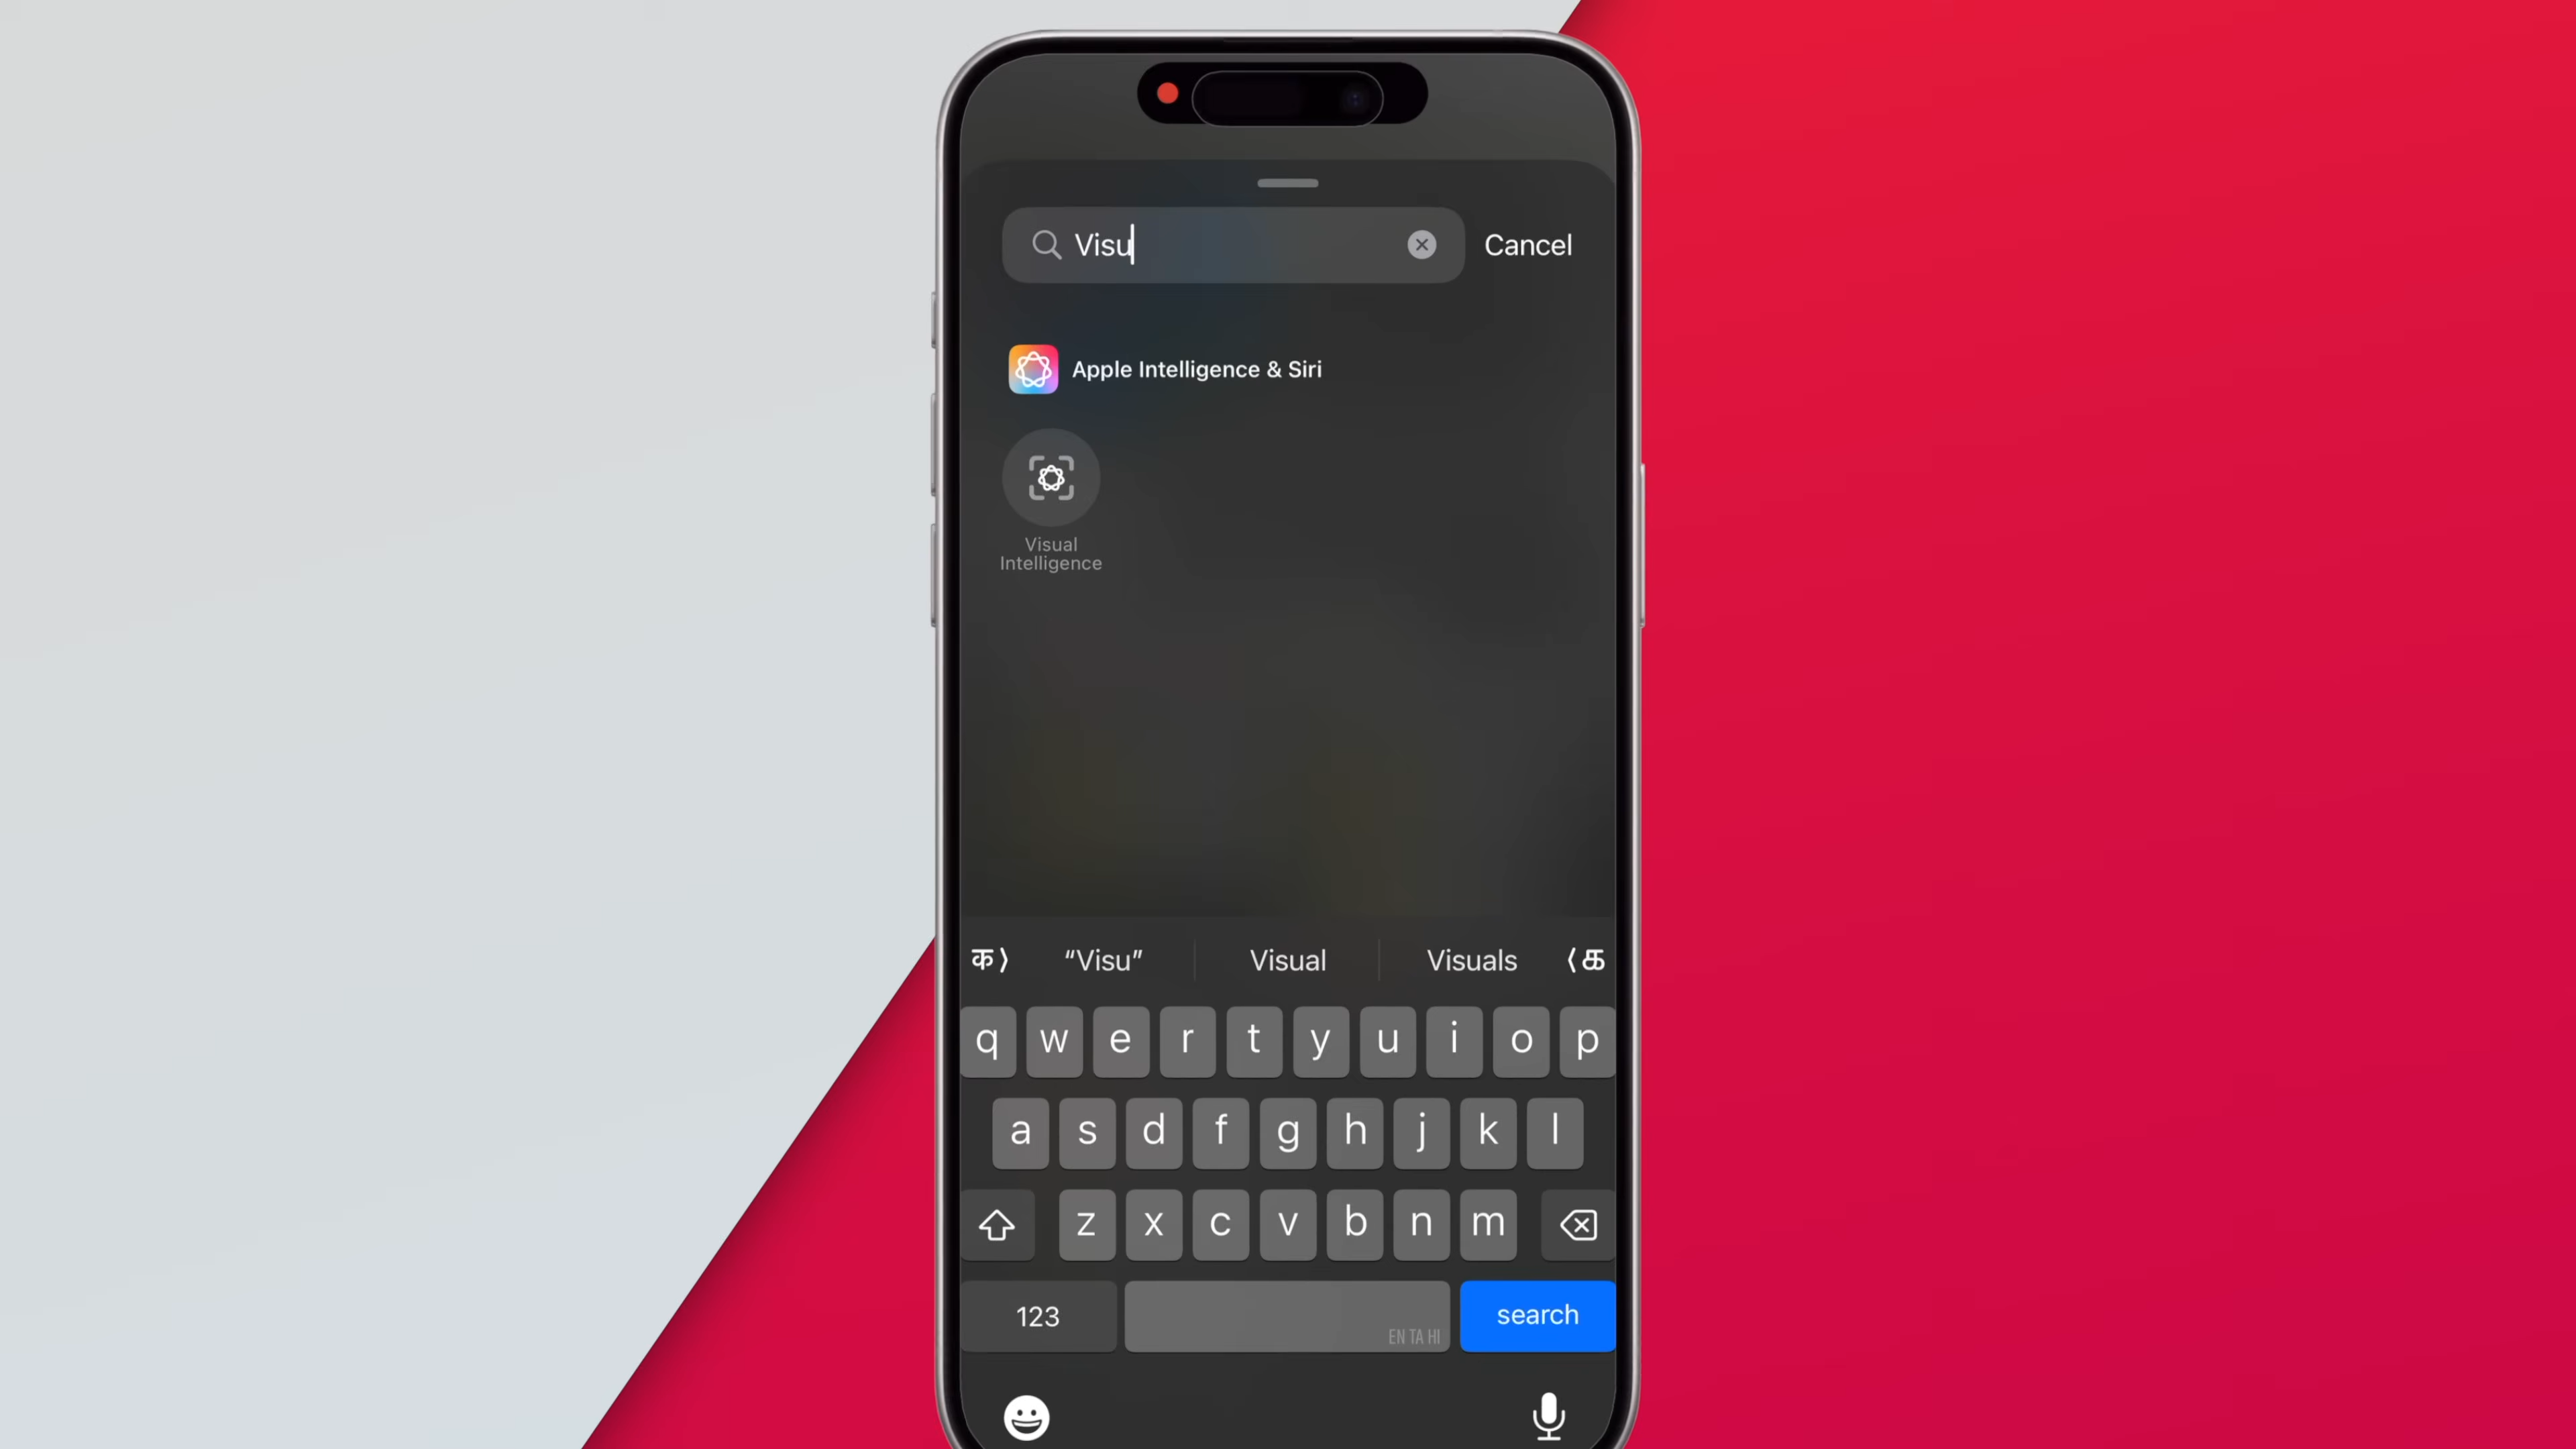 Visu
Cancel
Apple Intelligence & Siri
Visual
Intelligence
क⟩ “Visu” Visual Visuals ⟨க
q w e r t y u i o p
a s d f g h j k l
z x c v b n m
123
EN TA HI
search